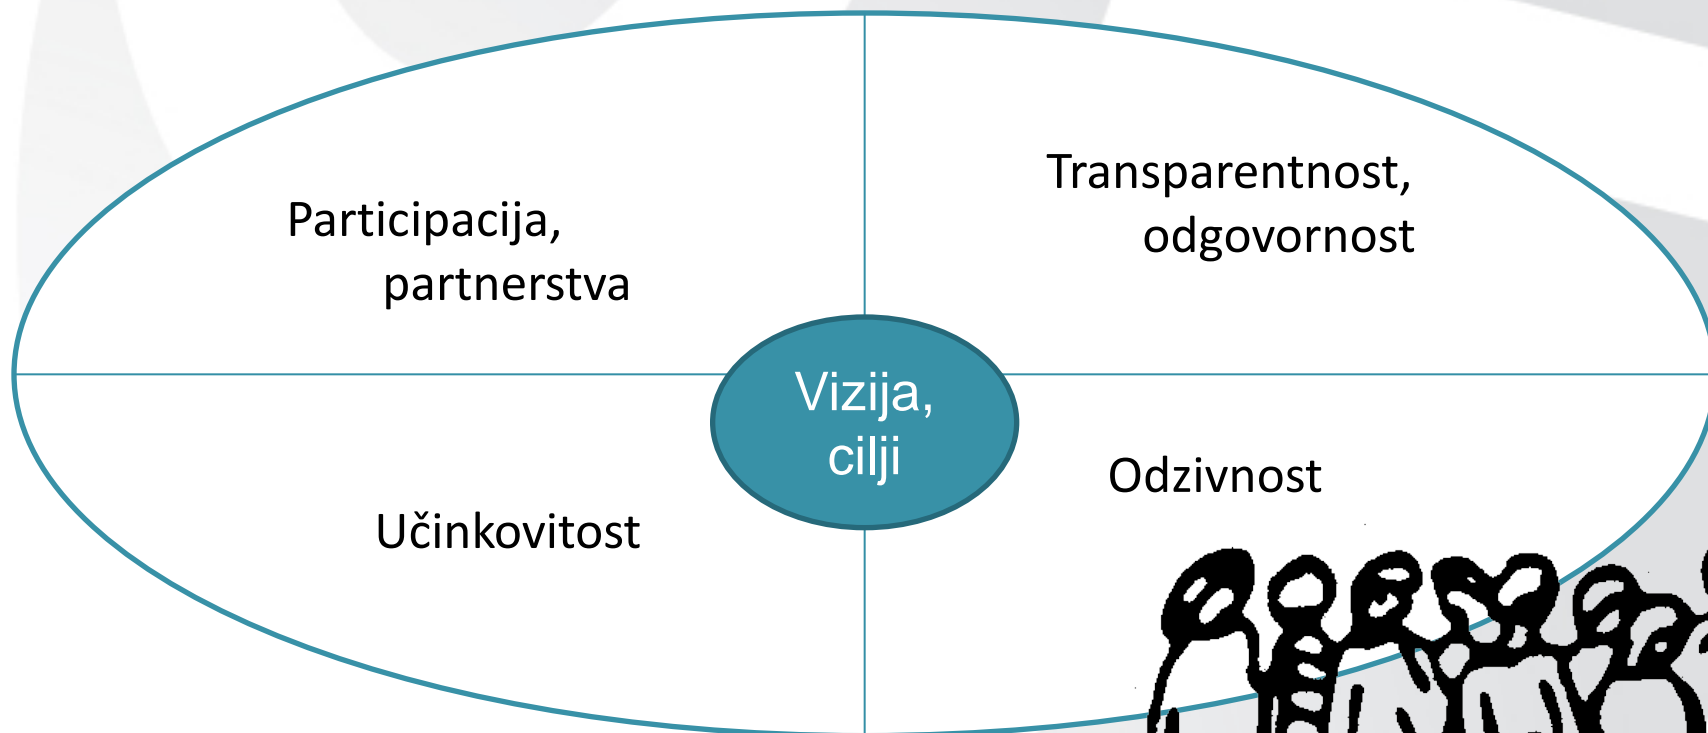 Participacija,
partnerstva
Transparentnost,
odgovornost
Vizija,
cilji
Učinkovitost
Odzivnost